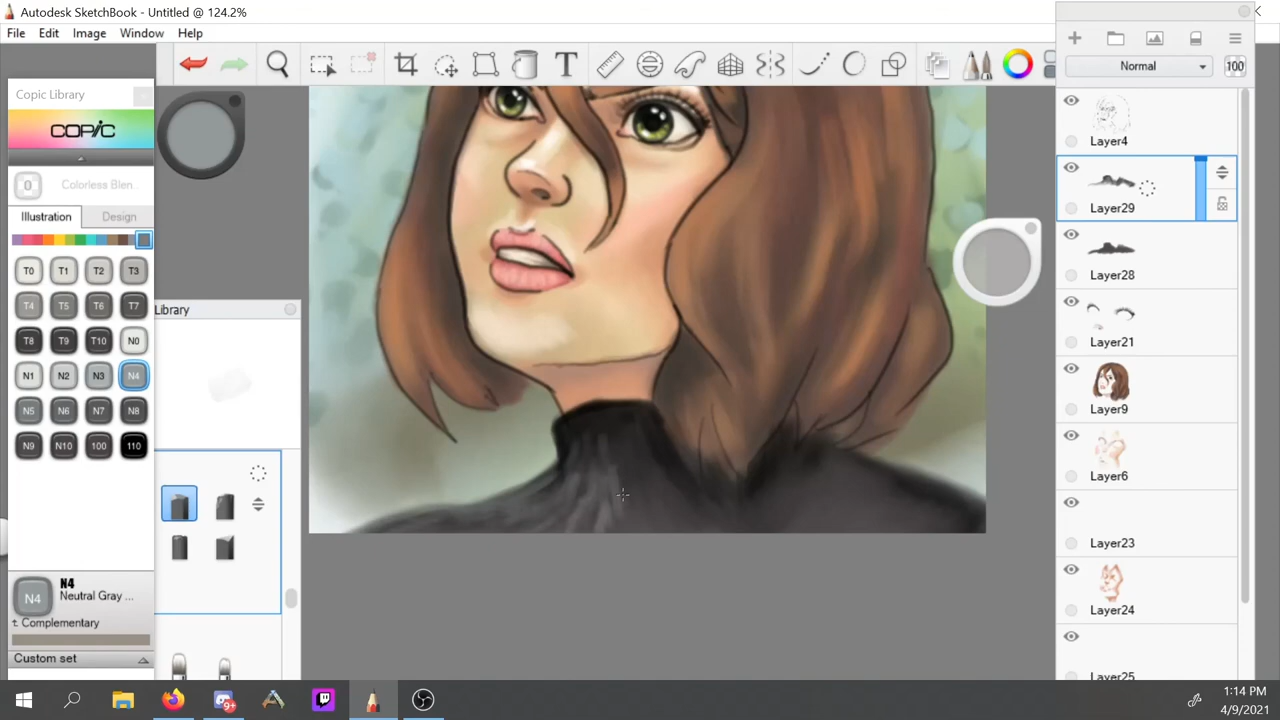 Autodesk SketchBook - Untitled @ 124.2%
File Edit Image Window Help
T
Normal 100
Copic Library
COPIC
0 Colorless Blen...
Illustration Design
T0 T1 T2 T3
T4 T5 T6 T7
T8 T9 T10 N0
N1 N2 N3 N4
N5 N6 N7 N8
N9 N10 100 110
Library
N4
N4
Neutral Gray ...
t. Complementary
Custom set
Layer4
Layer29
Layer28
Layer21
Layer9
Layer6
Layer23
Layer24
Layer25
9+
1:14 PM
4/9/2021